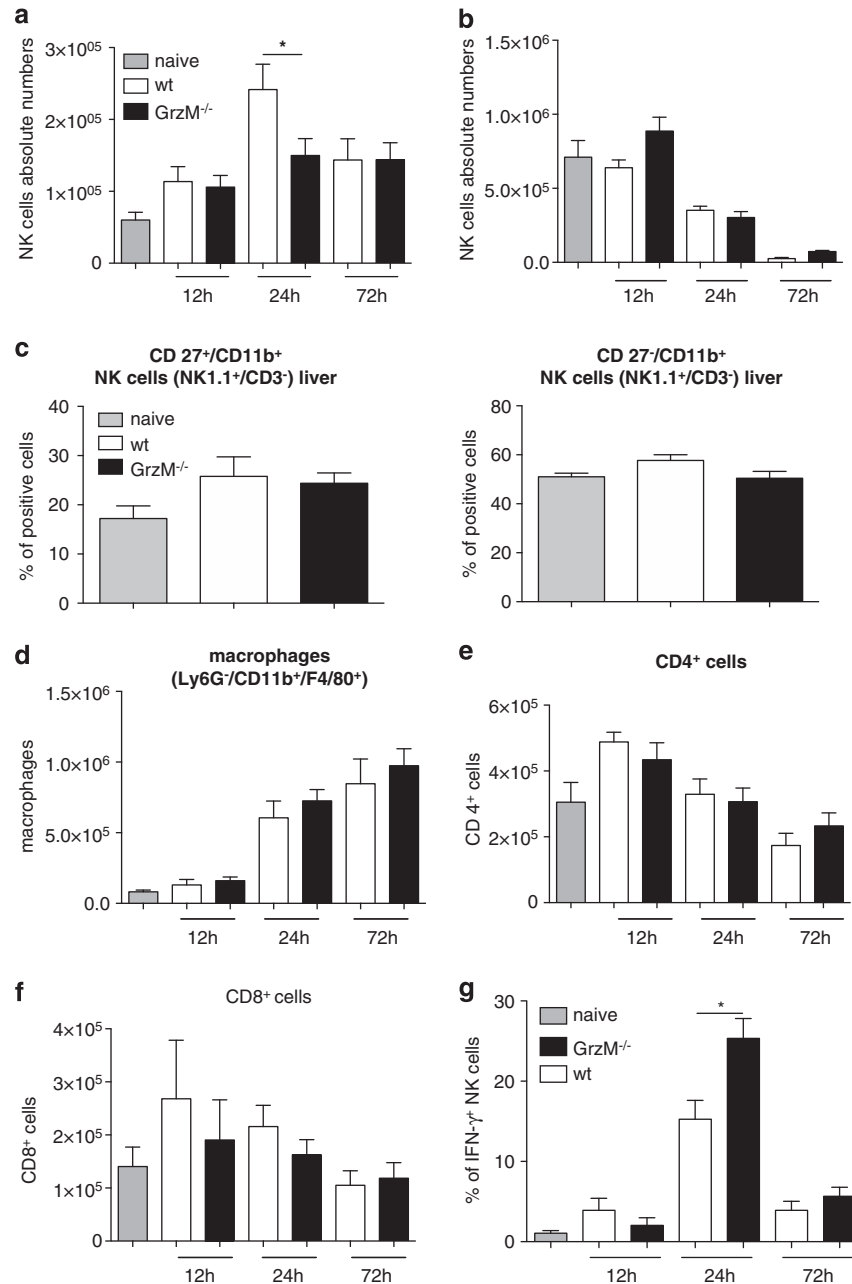 a
NK cells absolute numbers
3×10⁰⁵
2×10⁰⁵
1×10⁰⁵
0
naive
wt
GrzM⁻/⁻
*
12h 24h 72h
b
NK cells absolute numbers
1.5×10⁶
1.0×10⁶
5.0×10⁵
0.0
12h 24h 72h
c
CD 27⁺/CD11b⁺
NK cells (NK1.1⁺/CD3⁻) liver
% of positive cells
40
30
20
10
0
naive
wt
GrzM⁻/⁻
CD 27⁻/CD11b⁺
NK cells (NK1.1⁺/CD3⁻) liver
% of positive cells
80
60
40
20
0
d
macrophages
(Ly6G⁻/CD11b⁺/F4/80⁺)
macrophages
1.5×10⁶
1.0×10⁶
5.0×10⁵
0.0
12h 24h 72h
e
CD4⁺ cells
CD 4⁺ cells
6×10⁵
4×10⁵
2×10⁵
0
12h 24h 72h
f
CD8⁺ cells
CD8⁺ cells
4×10⁵
3×10⁵
2×10⁵
1×10⁵
0
12h 24h 72h
g
% of IFN-γ⁺ NK cells
30
20
10
0
naive
GrzM⁻/⁻
wt
*
12h 24h 72h